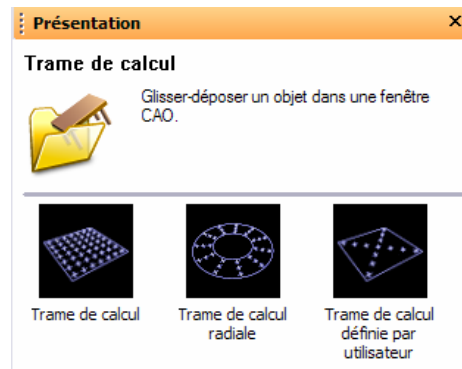 Présentation
Trame de calcul
Glisser-déposer un objet dans une fenêtre
CAO.
Trame de calcul
Trame de calcul
radiale
Trame de calcul
définie par
utilisateur